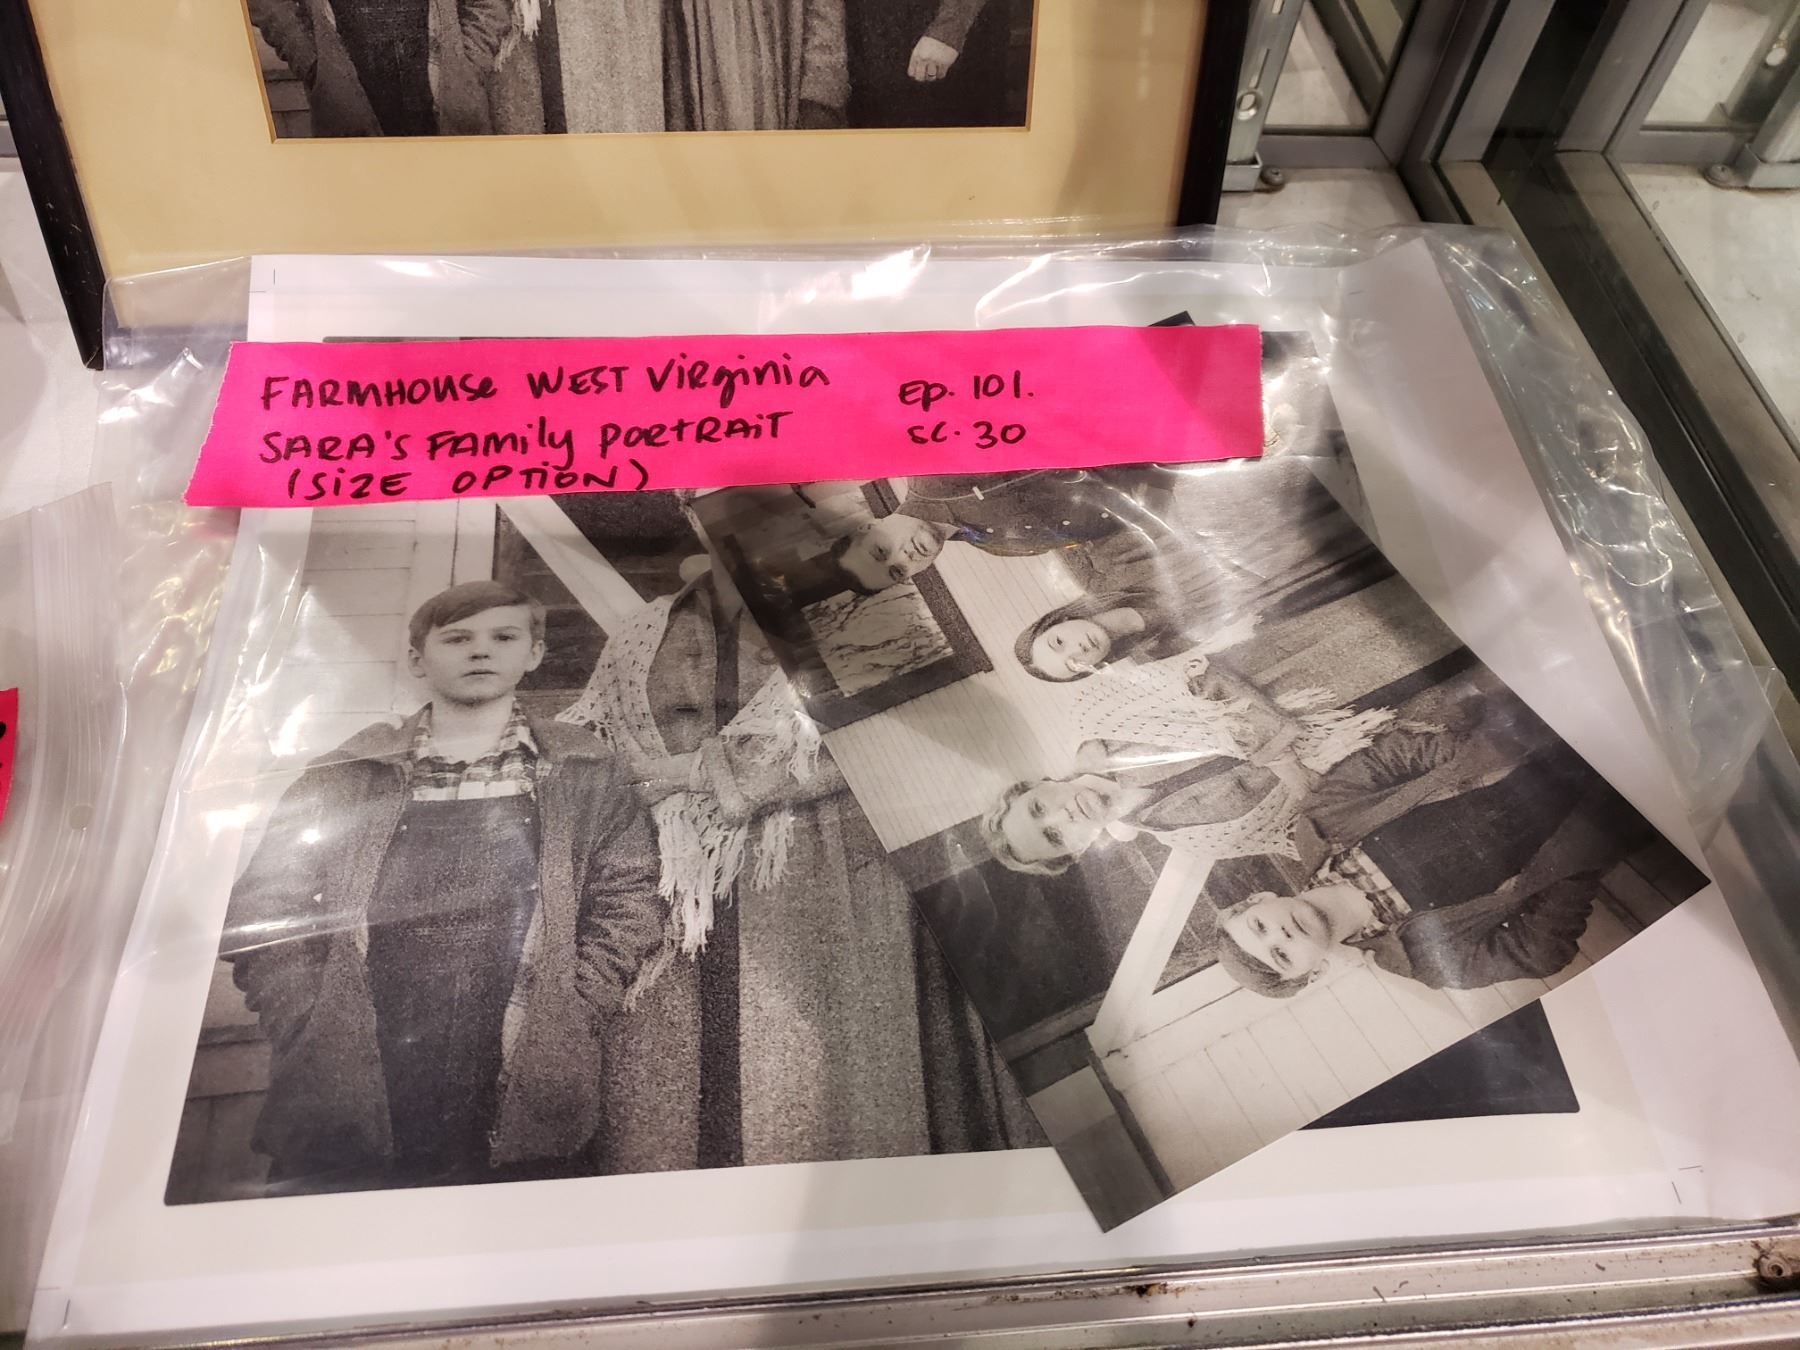 FARMHOUSE WEST VIRGINIA EP. 101.
SARA'S FAMILY PORTRAIT SC. 30
(SIZE OPTION)